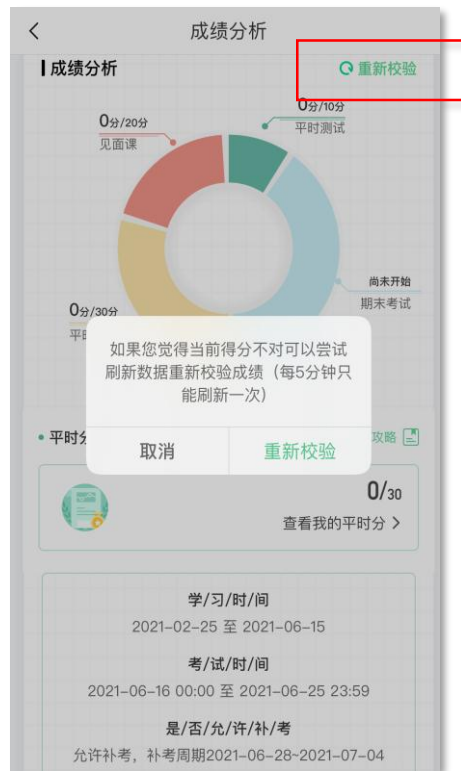 成绩分析
成绩分析
重新校验
0分/20分
见面课
0分/10分
平时测试
尚未开始
期末考试
0分/30分
平时
如果您觉得当前得分不对可以尝试
刷新数据重新校验成绩（每5分钟只
能刷新一次）
取消
重新校验
平时分
攻略
0/30
查看我的平时分 >
学/习/时/间
2021-02-25 至 2021-06-15
考/试/时/间
2021-06-16 00:00 至 2021-06-25 23:59
是/否/允/许/补/考
允许补考，补考周期2021-06-28~2021-07-04